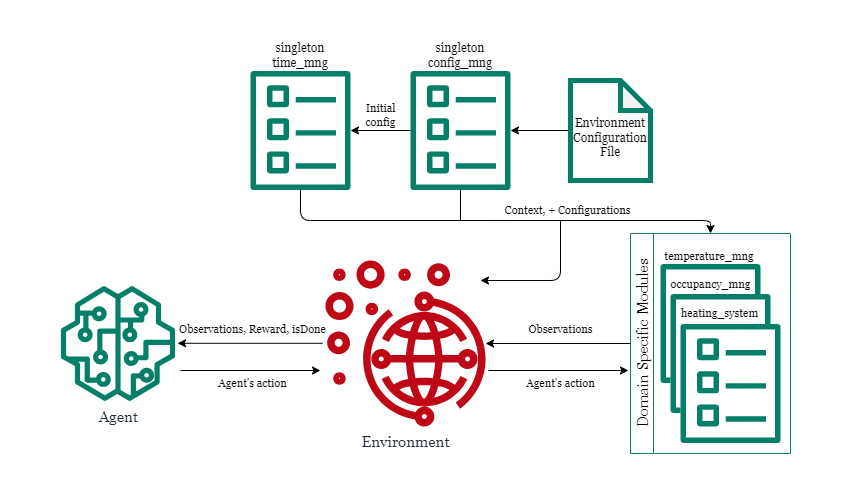 singleton
time_mng
singleton
config_mng
Initial
config
Environment
Configuration
File
Context, + Configurations
Domain Specific Modules
temperature_mng
occupancy_mng
heating_system
Observations, Reward, isDone
Agent's action
Observations
Agent's action
Agent
Environment